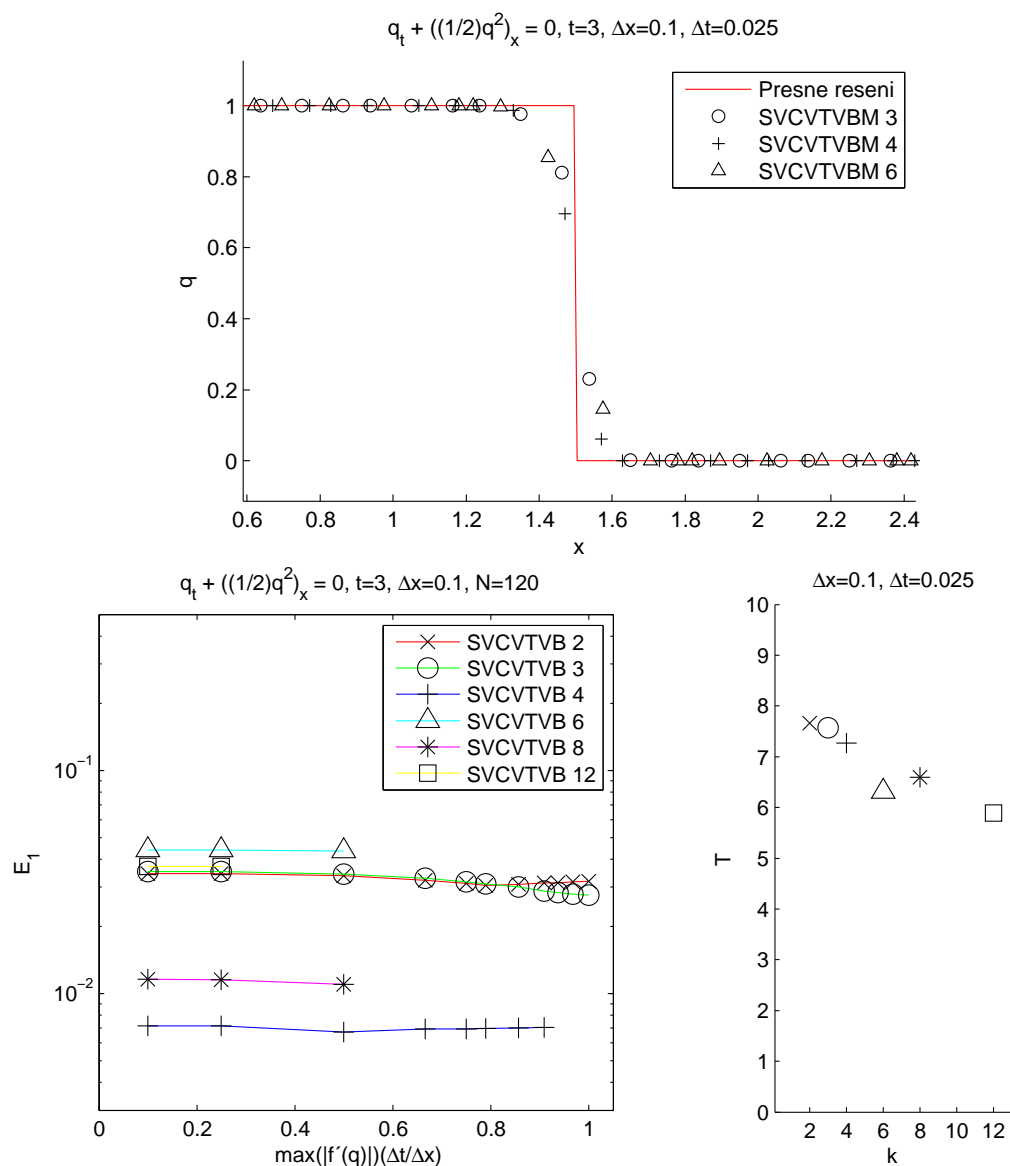 q_t + ((1/2)q^2)_x = 0, t=3, Δx=0.1, Δt=0.025
Presne reseni
SVCVTVBM 3
SVCVTVBM 4
SVCVTVBM 6
1
0.8
0.6
0.4
0.2
0
q
0.6 0.8 1 1.2 1.4 1.6 1.8 2 2.2 2.4
x
q_t + ((1/2)q^2)_x = 0, t=3, Δx=0.1, N=120
SVCVTVB 2
SVCVTVB 3
SVCVTVB 4
SVCVTVB 6
SVCVTVB 8
SVCVTVB 12
10^−1
10^−2
E_1
0 0.2 0.4 0.6 0.8 1
max(|f´(q)|)(Δt/Δx)
Δx=0.1, Δt=0.025
10
9
8
7
6
5
4
3
2
1
0
T
2 4 6 8 10 12
k